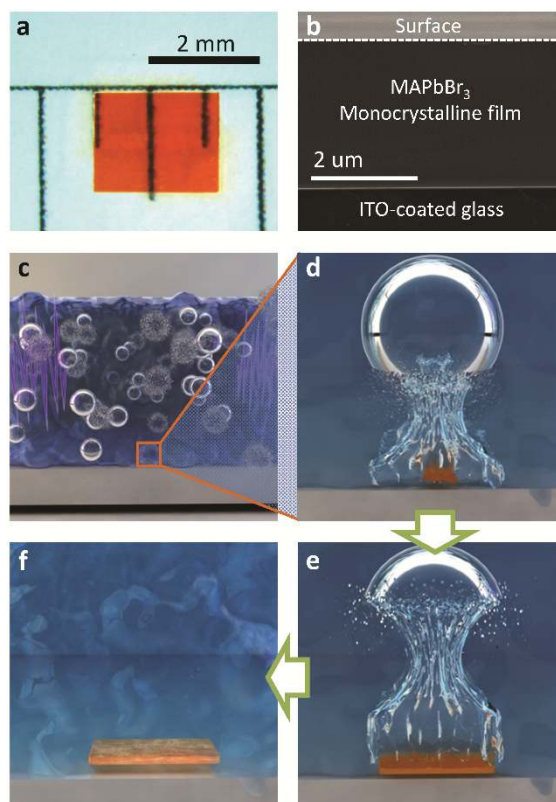 a
2 mm
b
Surface
MAPbBr3
Monocrystalline film
2 um
ITO-coated glass
c
d
f
e